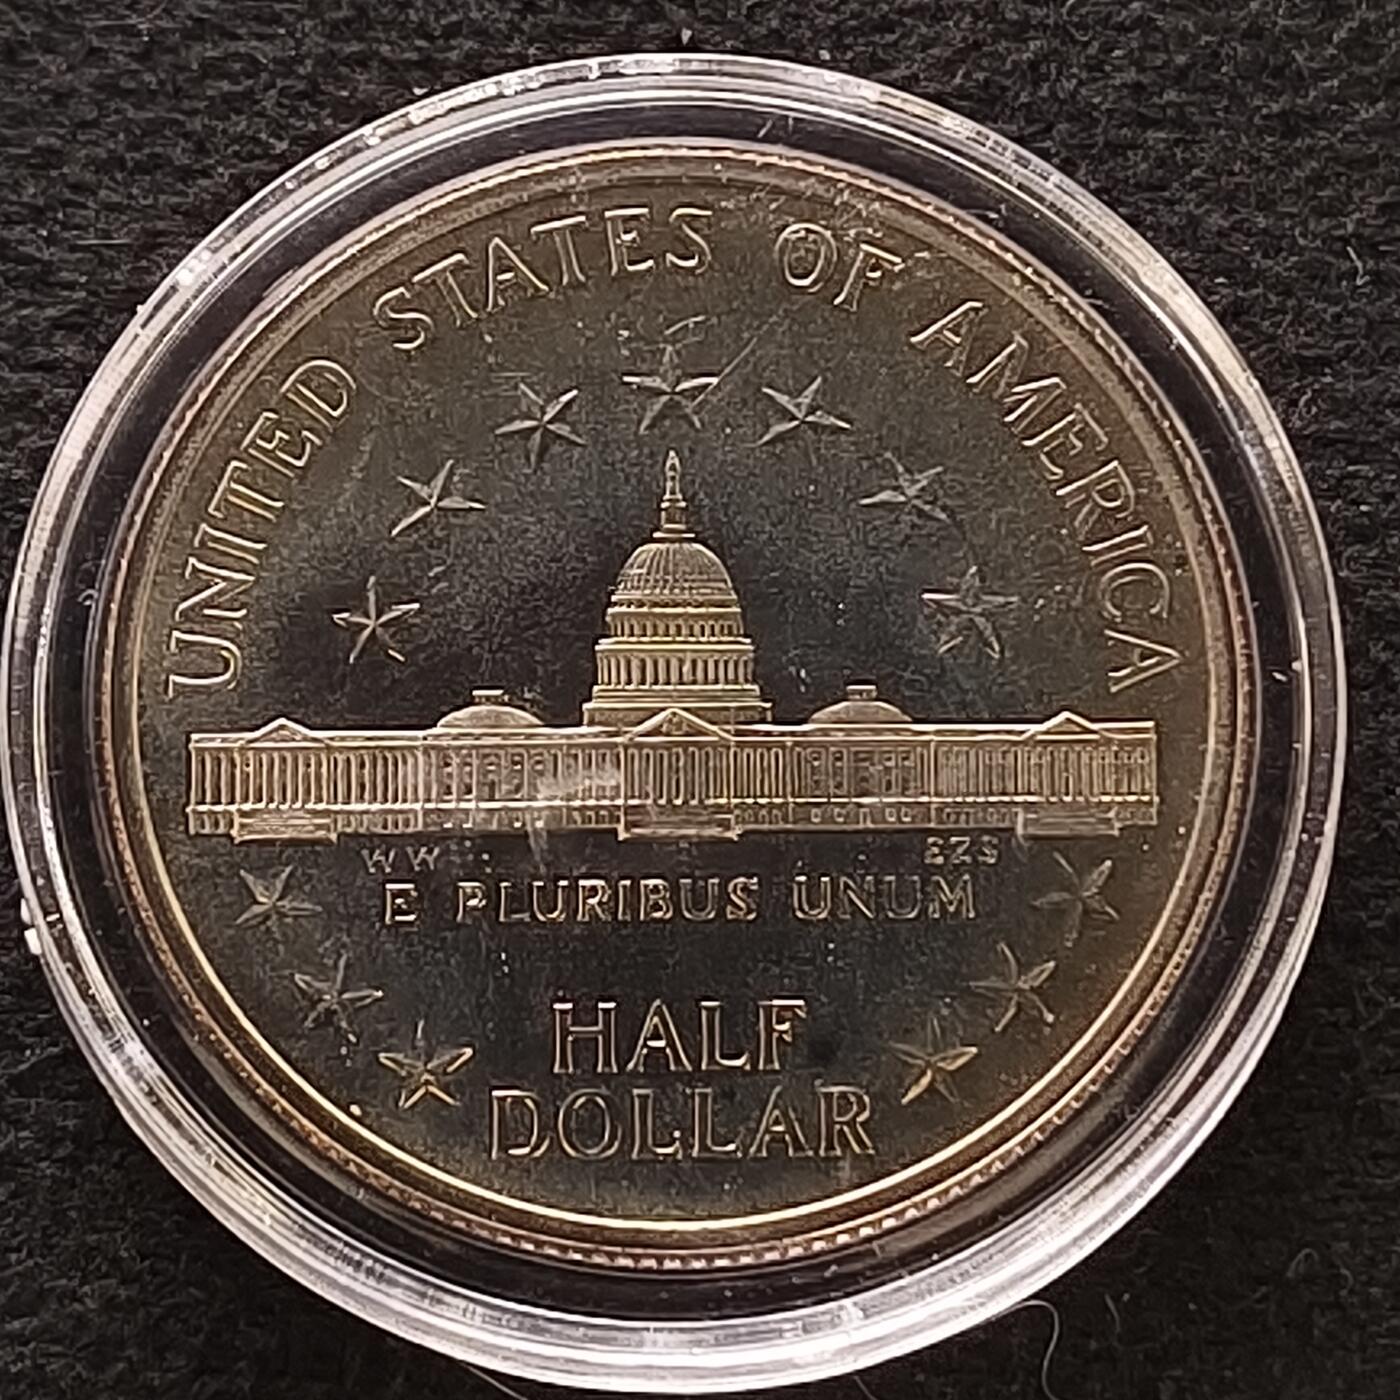 UNITED STATES OF AMERICA
WW EZS
E PLURIBUS UNUM
HALF
DOLLAR